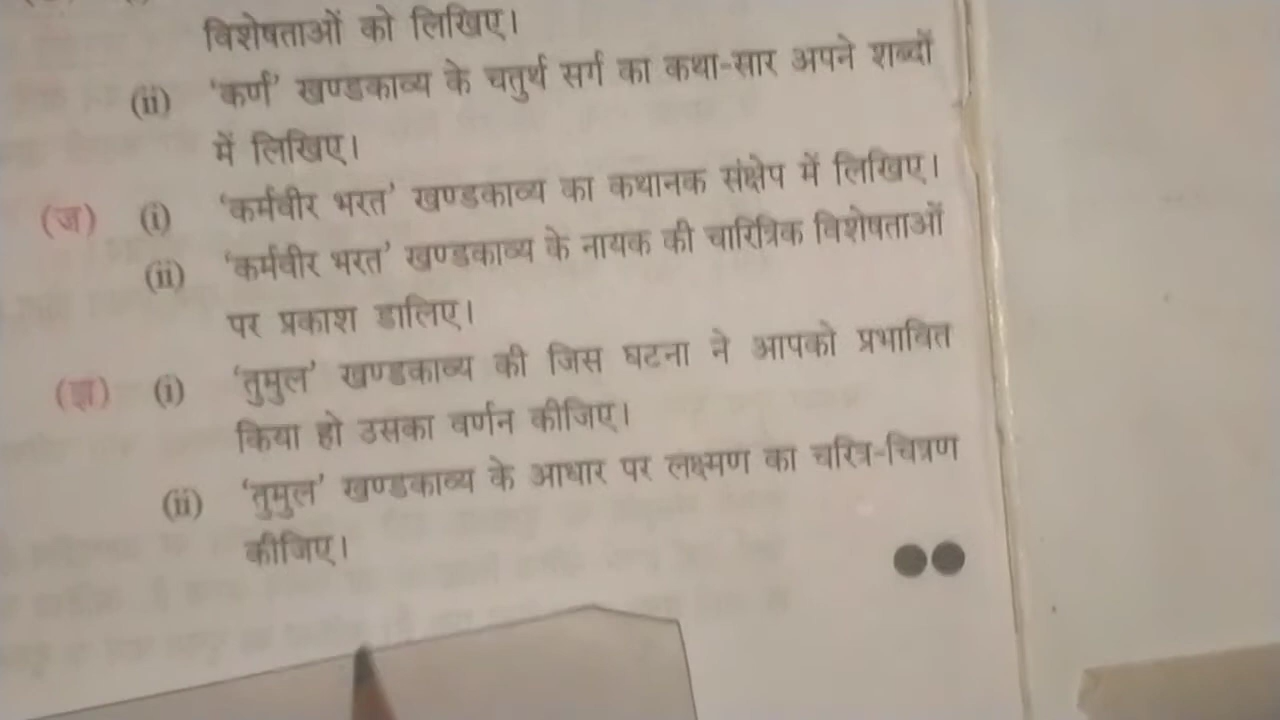 विशेषताओं को लिखिए।
(ii) 'कर्ण' खण्डकाव्य के चतुर्थ सर्ग का कथा-सार अपने शब्दों
में लिखिए।
(ज) (i) 'कर्मवीर भरत' खण्डकाव्य का कथानक संक्षेप में लिखिए।
(ii) 'कर्मवीर भरत' खण्डकाव्य के नायक की चारित्रिक विशेषताओं
पर प्रकाश डालिए।
(झ) (i) 'तुमुल' खण्डकाव्य की जिस घटना ने आपको प्रभावित
किया हो उसका वर्णन कीजिए।
(ii) 'तुमुल' खण्डकाव्य के आधार पर लक्ष्मण का चरित्र-चित्रण
कीजिए।